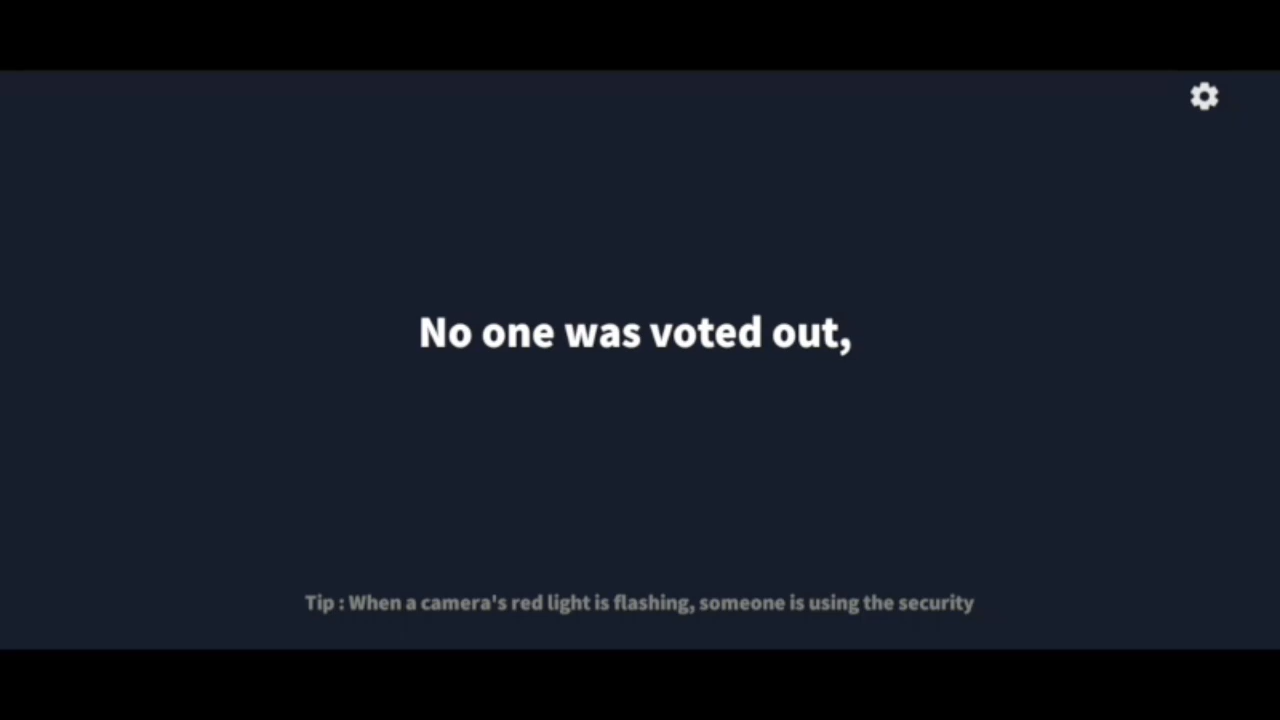 No one was voted out,
Tip : When a camera's red light is flashing, someone is using the security